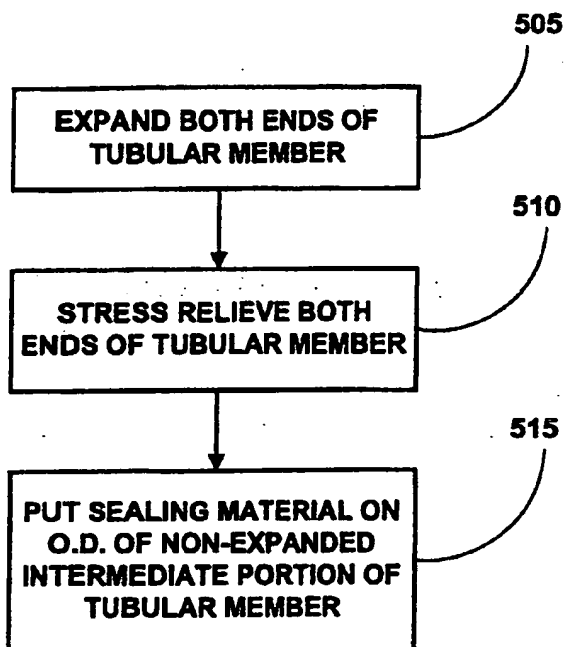 505
EXPAND BOTH ENDS OF
TUBULAR MEMBER
510
STRESS RELIEVE BOTH
ENDS OF TUBULAR MEMBER
515
PUT SEALING MATERIAL ON
O.D. OF NON-EXPANDED
INTERMEDIATE PORTION OF
TUBULAR MEMBER